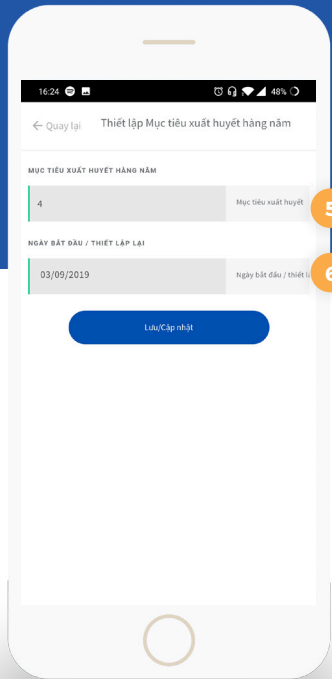 16:24 48%
← Quay lại Thiết lập Mục tiêu xuất huyết hàng năm
MỤC TIÊU XUẤT HUYẾT HÀNG NĂM
4 Mục tiêu xuất huyết
5
NGÀY BẮT ĐẦU / THIẾT LẬP LẠI
03/09/2019 Ngày bắt đầu / thiết
6
Lưu/Cập nhật